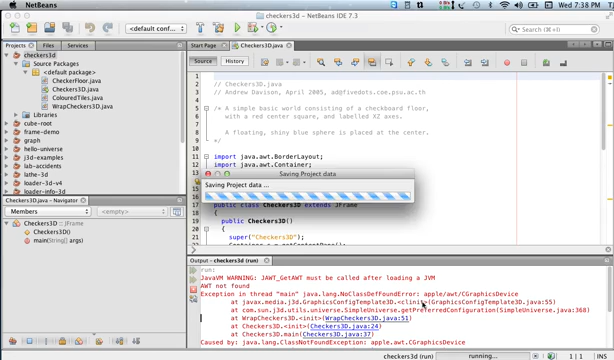 NetBeans
Wed 7:38 PM
checkers3d - NetBeans IDE 7.3
<default conf...
Search (⌘+I)
Projects
Files
Services
Start Page
Checkers3D.java
Source
History
checkers3d
Source Packages
<default package>
CheckerFloor.java
Checkers3D.java
ColouredTiles.java
WrapCheckers3D.java
Libraries
cube-root
frame-demo
graph
hello-universe
j3d-examples
lab-accidents
loader-3d-v4
loader-info3d
1
// Checkers3D.java
// Andrew Davison, April 2005, ad@fivedots.coe.psu.ac.th
/* A simple basic world consisting of a checkboard floor,
with a red center square, and labelled XZ axes.
A floating, shiny blue sphere is placed at the center.
*/
11 import java.awt.BorderLayout;
12 import java.awt.Container;
Saving Project data
Saving Project data ...
public class Checkers3D extends JFrame
{
public Checkers3D()
{
super("Checkers3D");
Checkers3D.java - Navigator
Members
<empty>
Checkers3D :: JFrame
Checkers3D()
main(String[] args)
Output - checkers3d (run)
run:
JavaVM WARNING: JAWT_GetAWT must be called after loading a JVM
AWT not found
Exception in thread "main" java.lang.NoClassDefFoundError: apple/awt/CGraphicsDevice
at javax.media.j3d.GraphicsConfigTemplate3D.<clinit>(GraphicsConfigTemplate3D.java:55)
at com.sun.j3d.utils.universe.SimpleUniverse.getPreferredConfiguration(SimpleUniverse.java:368)
at WrapCheckers3D.<init>(WrapCheckers3D.java:51)
at Checkers3D.<init>(Checkers3D.java:24)
at Checkers3D.main(Checkers3D.java:37)
Caused by: java.lang.ClassNotFoundException: apple.awt.CGraphicsDevice
checkers3d (run)
running...
1|1
INS